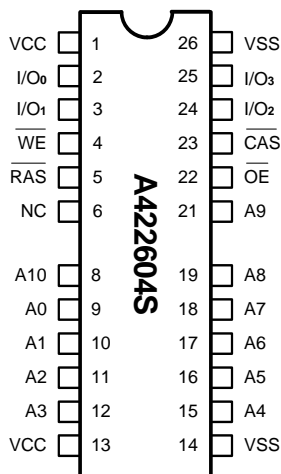 VCC 1 26 VSS
I/O0 2 25 I/O3
I/O1 3 24 I/O2
WE 4 23 CAS
RAS 5 22 OE
NC 6 21 A9
A422604S
A10 8 19 A8
A0 9 18 A7
A1 10 17 A6
A2 11 16 A5
A3 12 15 A4
VCC 13 14 VSS